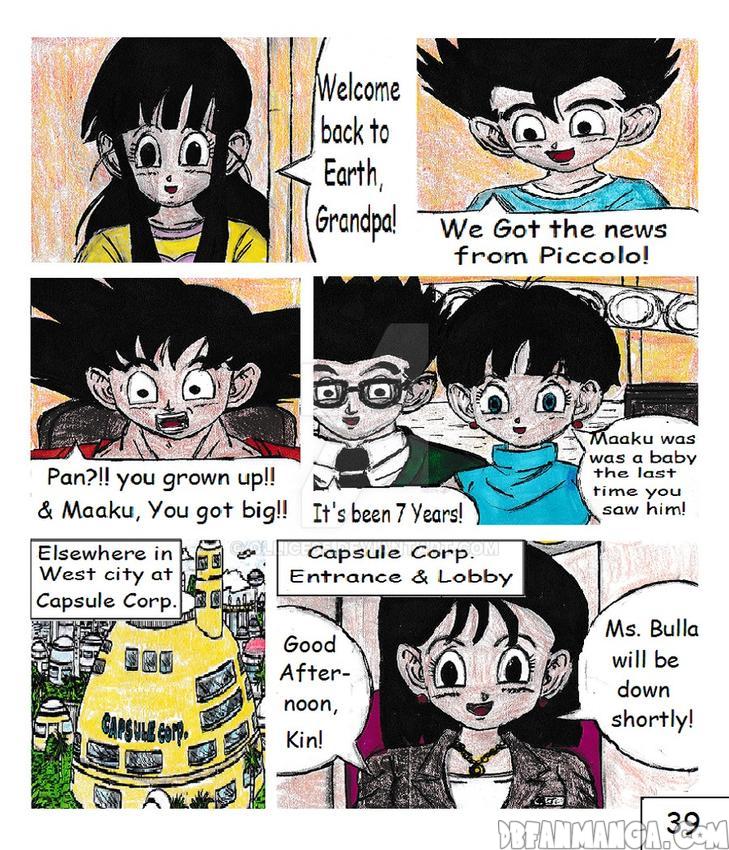 Welcome
back to
Earth,
Grandpa!
We Got the news
from Piccolo!
Pan?!! you grown up!!
& Maaku, You got big!!
It's been 7 Years!
Maaku was
was a baby
the last
time you
saw him!
Elsewhere in
West city at
Capsule Corp.
CAPSULE CORP.
Capsule Corp.
Entrance & Lobby
Good
After-
noon,
Kin!
Ms. Bulla
will be
down
shortly!
39
DBFANMANGA.COM